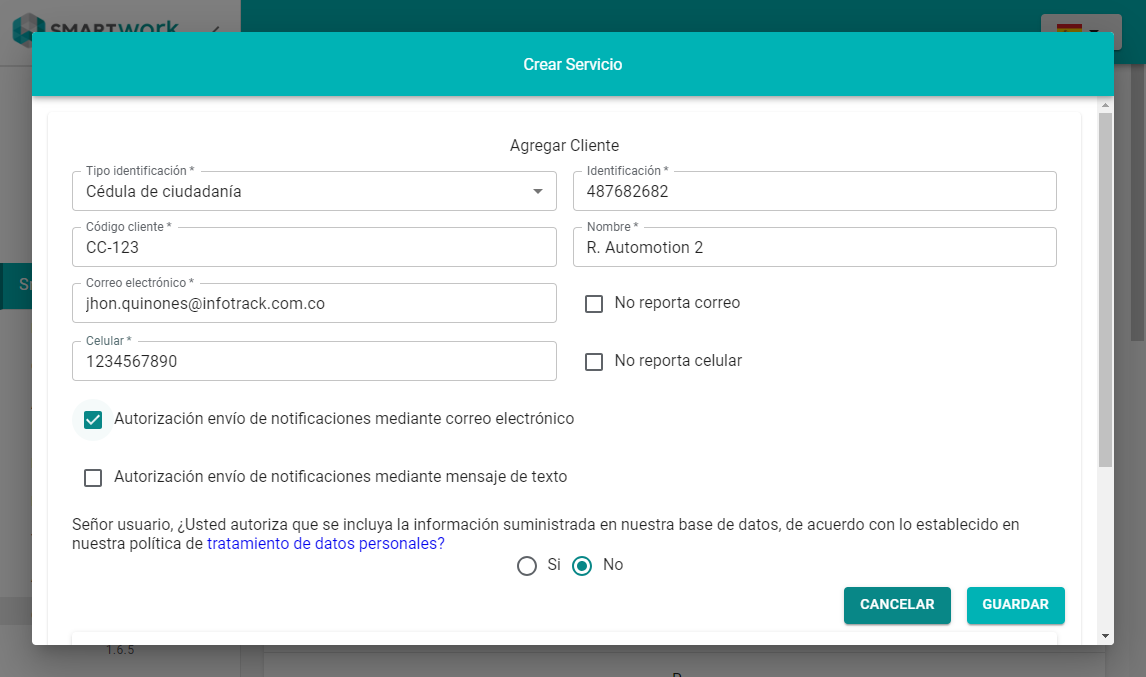 SMARTWORK
Crear Servicio
Agregar Cliente
Tipo identificación *
Cédula de ciudadanía
Identificación *
487682682
Código cliente *
CC-123
Nombre *
R. Automotion 2
Correo electrónico *
jhon.quinones@infotrack.com.co
No reporta correo
Celular *
1234567890
No reporta celular
Autorización envío de notificaciones mediante correo electrónico
Autorización envío de notificaciones mediante mensaje de texto
Señor usuario, ¿Usted autoriza que se incluya la información suministrada en nuestra base de datos, de acuerdo con lo establecido en
nuestra política de tratamiento de datos personales?
Si No
CANCELAR GUARDAR
1.6.5